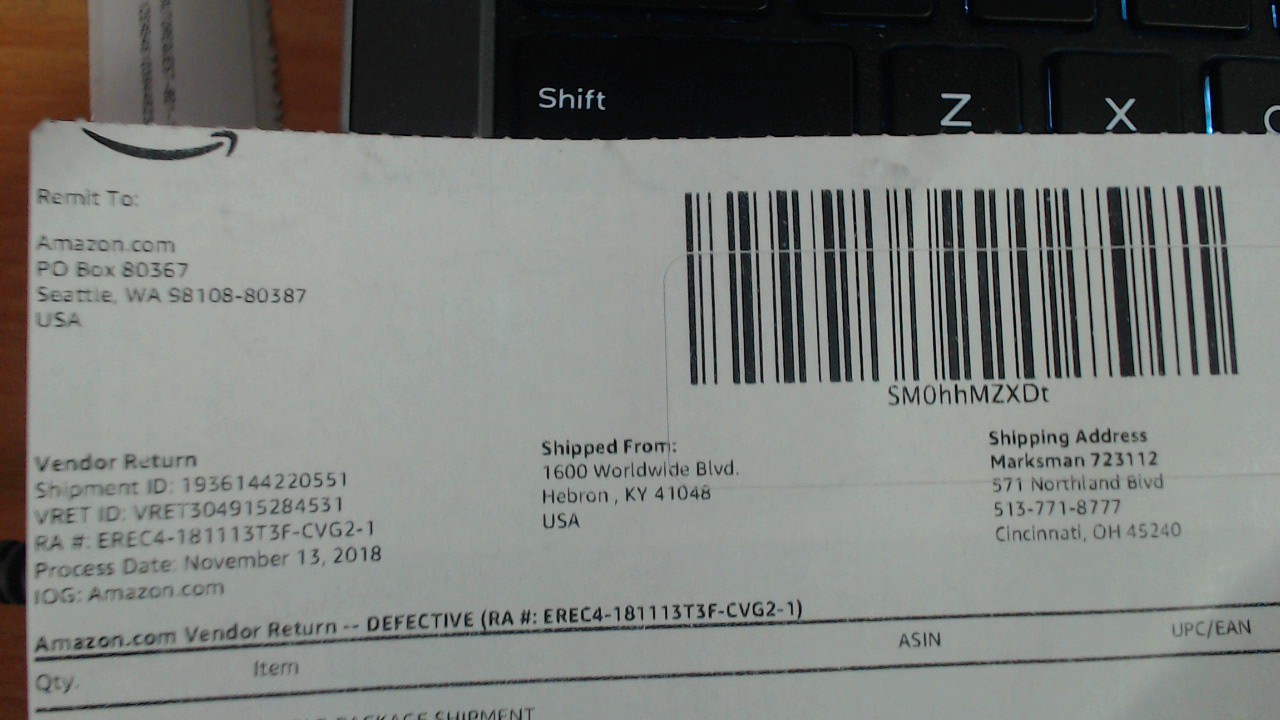 Shift
Z
X
Remit To:
Amazon.com
PO Box 80367
Seattle, WA 98108-80387
USA
SM0hhMZXDt
Vendor Return
Shipment ID: 1936144220551
VRET ID: VRET304915284531
RA #: EREC4-181113T3F-CVG2-1
Process Date: November 13, 2018
IOG: Amazon.com
Shipped From:
1600 Worldwide Blvd.
Hebron , KY 41048
USA
Shipping Address
Marksman 723112
571 Northland Blvd
513-771-8777
Cincinnati, OH 45240
Amazon.com Vendor Return -- DEFECTIVE (RA #: EREC4-181113T3F-CVG2-1)
Qty. Item ASIN UPC/EAN
PACKAGE SHIPMENT